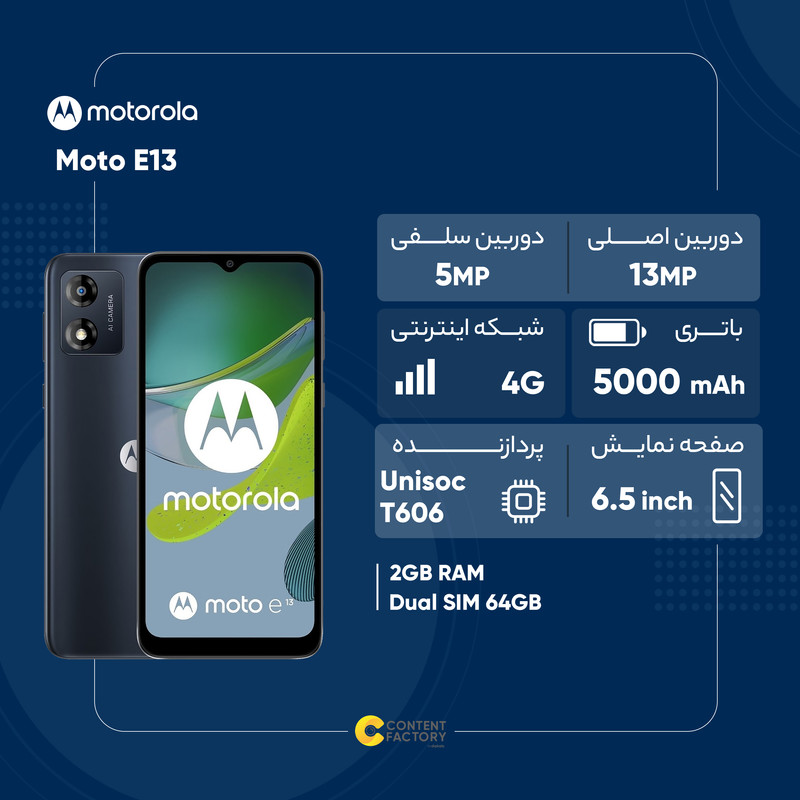 motorola
Moto E13
دوربین اصلی
13MP
دوربین سلفی
5MP
باتری
5000 mAh
شبکه اینترنتی
4G
صفحه نمایش
6.5 inch
پردازنده
Unisoc
T606
2GB RAM
Dual SIM 64GB
AI CAMERA
motorola
moto e13
CONTENT
FACTORY